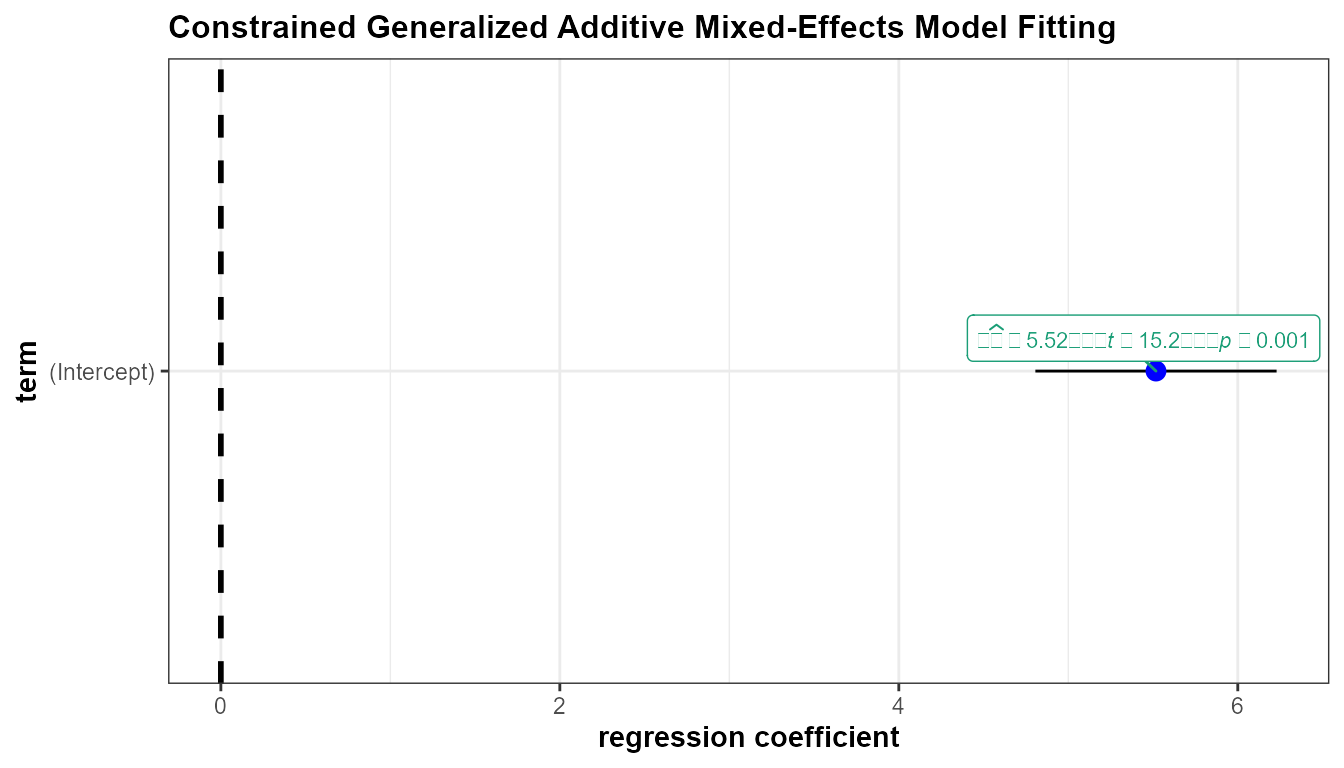 Constrained Generalized Additive Mixed-Effects Model Fitting
term
(Intercept)
□□̂ □ 5.52□□□t □ 15.2□□□p □ 0.001
0 2 4 6
regression coefficient